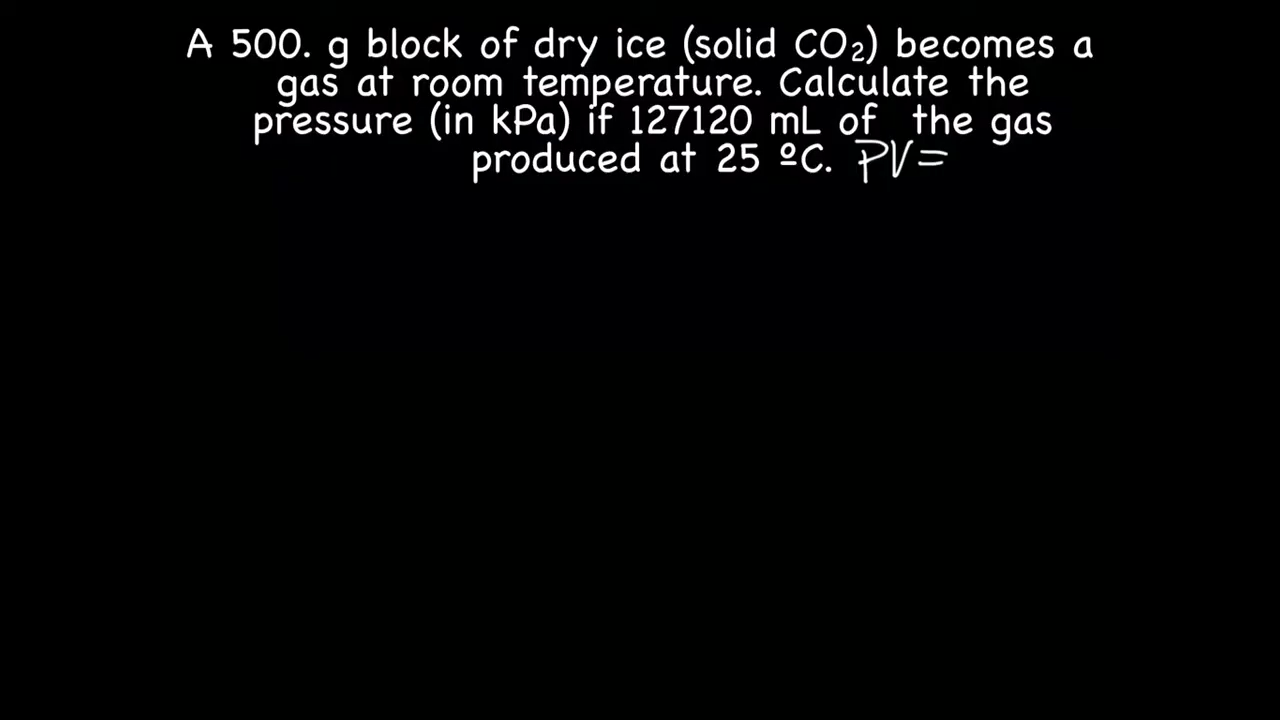 A 500. g block of dry ice (solid CO₂) becomes a
gas at room temperature. Calculate the
pressure (in kPa) if 127120 mL of the gas
produced at 25 ºC. PV=